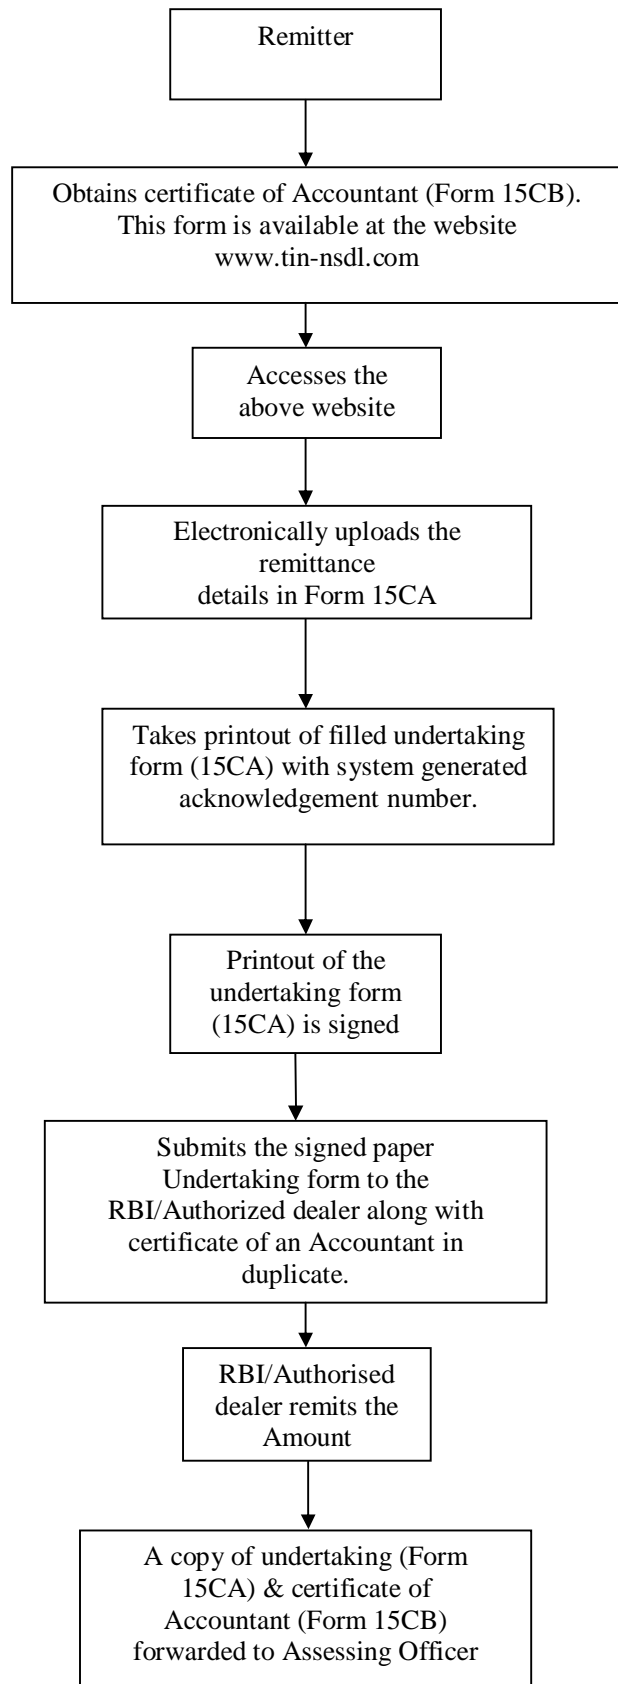 Remitter
Obtains certificate of Accountant (Form 15CB).
This form is available at the website
www.tin-nsdl.com
Accesses the
above website
Electronically uploads the
remittance
details in Form 15CA
Takes printout of filled undertaking
form (15CA) with system generated
acknowledgement number.
Printout of the
undertaking form
(15CA) is signed
Submits the signed paper
Undertaking form to the
RBI/Authorized dealer along with
certificate of an Accountant in
duplicate.
RBI/Authorised
dealer remits the
Amount
A copy of undertaking (Form
15CA) & certificate of
Accountant (Form 15CB)
forwarded to Assessing Officer